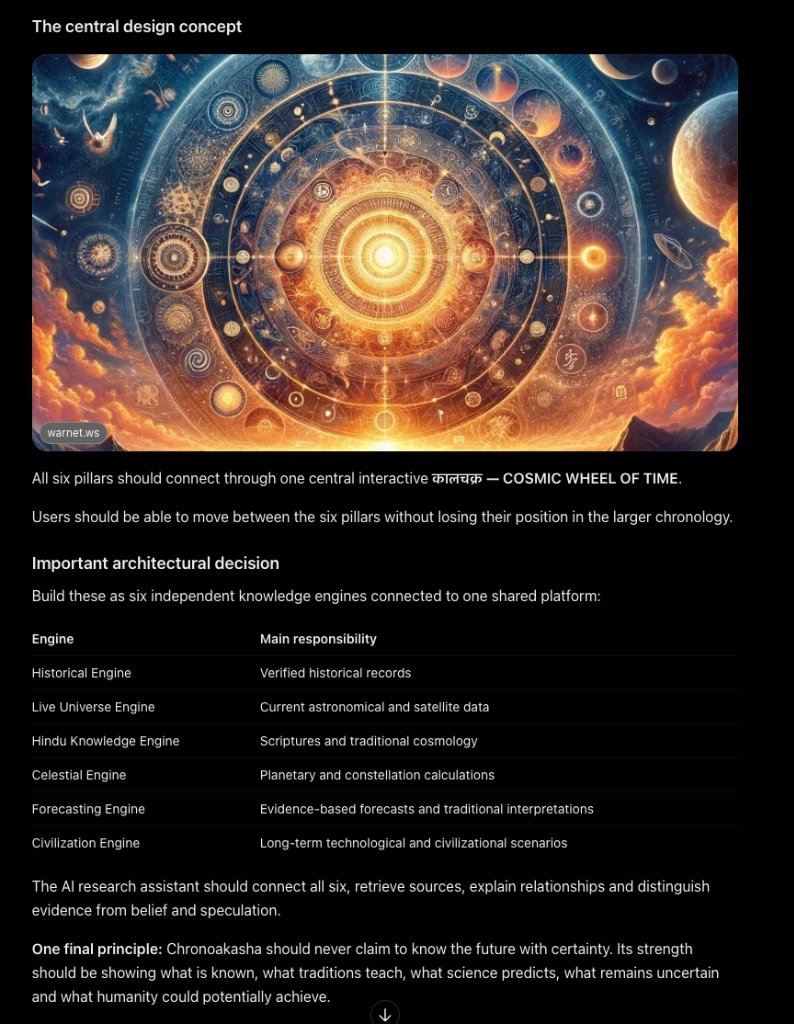 The central design concept
warnet.ws
All six pillars should connect through one central interactive कालचक्र — COSMIC WHEEL OF TIME.
Users should be able to move between the six pillars without losing their position in the larger chronology.
Important architectural decision
Build these as six independent knowledge engines connected to one shared platform:
Engine Main responsibility
Historical Engine Verified historical records
Live Universe Engine Current astronomical and satellite data
Hindu Knowledge Engine Scriptures and traditional cosmology
Celestial Engine Planetary and constellation calculations
Forecasting Engine Evidence-based forecasts and traditional interpretations
Civilization Engine Long-term technological and civilizational scenarios
The AI research assistant should connect all six, retrieve sources, explain relationships and distinguish
evidence from belief and speculation.
One final principle: Chronoakasha should never claim to know the future with certainty. Its strength
should be showing what is known, what traditions teach, what science predicts, what remains uncertain
and what humanity could potentially achieve.